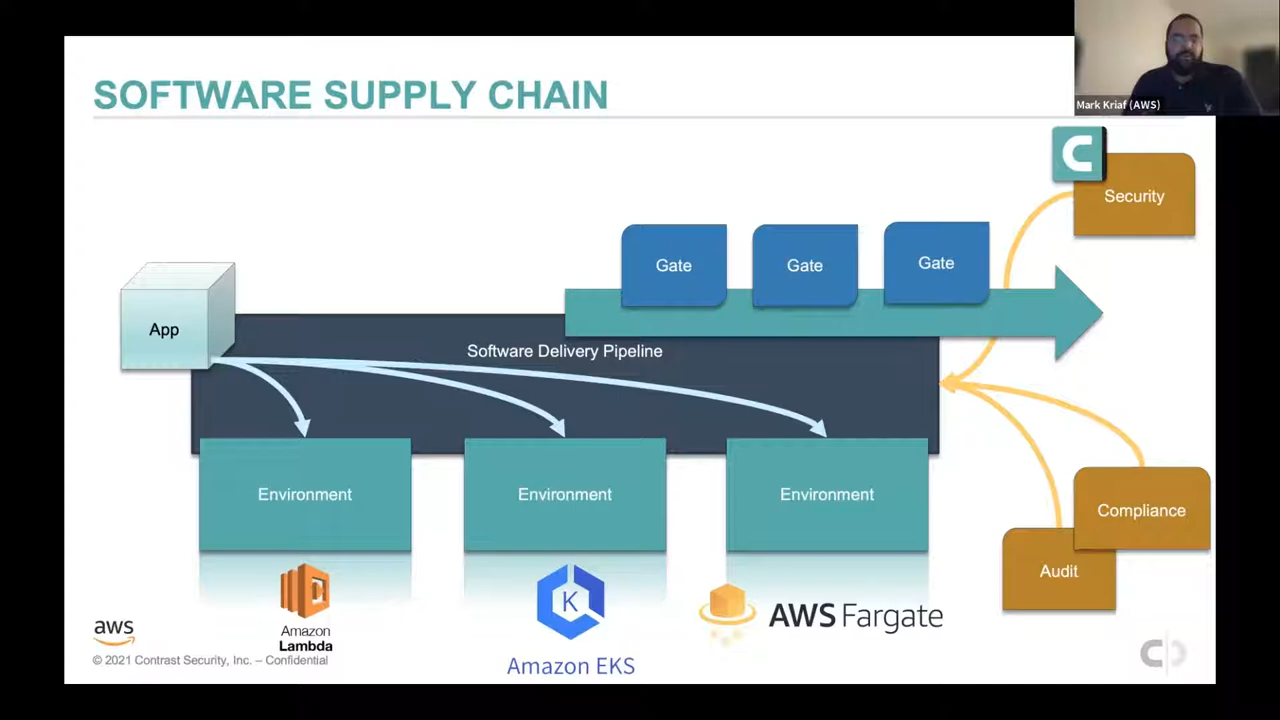 Mark Kriaf (AWS)
SOFTWARE SUPPLY CHAIN
Security
Gate
Gate
Gate
App
Software Delivery Pipeline
Environment
Environment
Environment
Compliance
Audit
Amazon
Lambda
K
Amazon EKS
AWS Fargate
aws
© 2021 Contrast Security, Inc. – Confidential